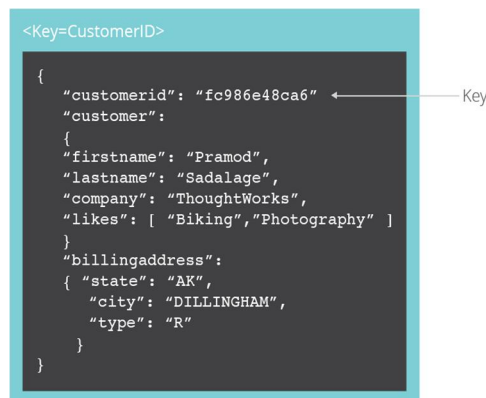 <Key=CustomerID>
{
"customerid": “fc986e48ca6” Key
"customer":
{
"firstname": “Pramod”,
"lastname": “Sadalage”,
"company": “ThoughtWorks”,
"likes": [ “Biking”,“Photography” ]
}
"billingaddress":
{ "state": “AK”,
"city": “DILLINGHAM”,
"type": “R”
}
}